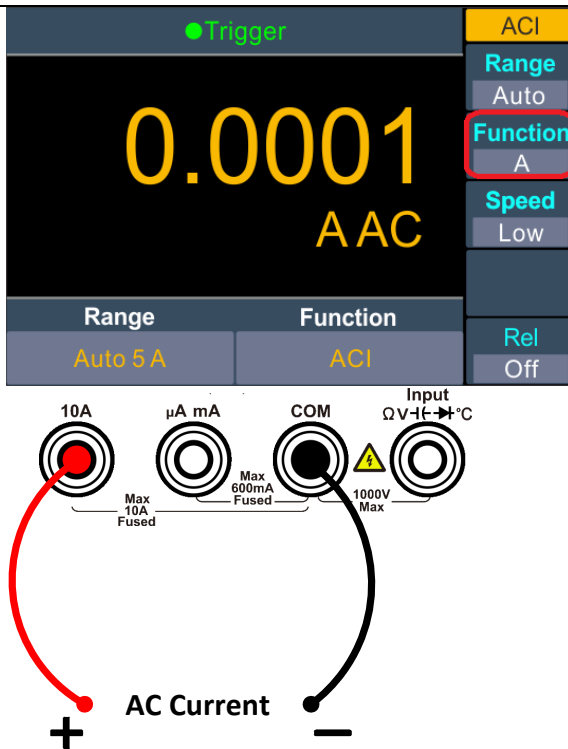 Trigger
0.0001
A AC
ACI
Range
Auto
Function
A
Speed
Low
Rel
Off
Range
Function
Auto 5 A
ACI
10A
µA mA
COM
Input
Ω V °C
Max
10A
Fused
Max
600mA
Fused
1000V
Max
AC Current
+
−